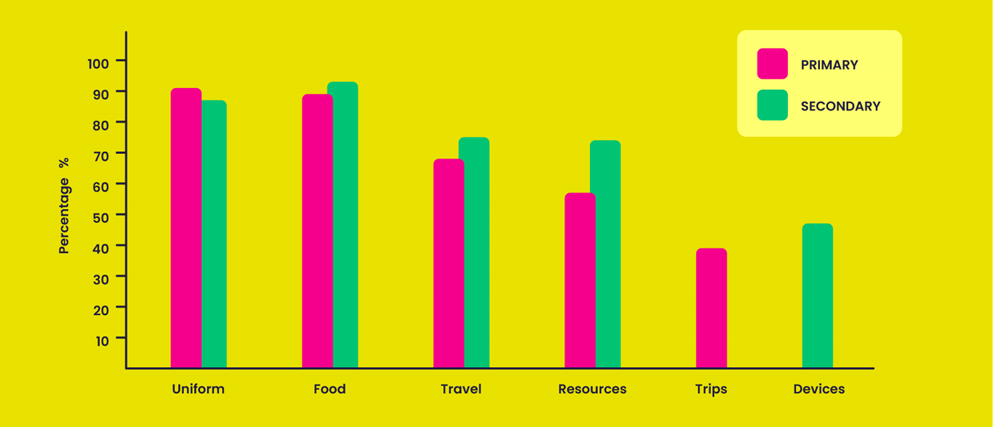 PRIMARY
SECONDARY
Percentage %
100
90
80
70
60
50
40
30
20
10
Uniform Food Travel Resources Trips Devices